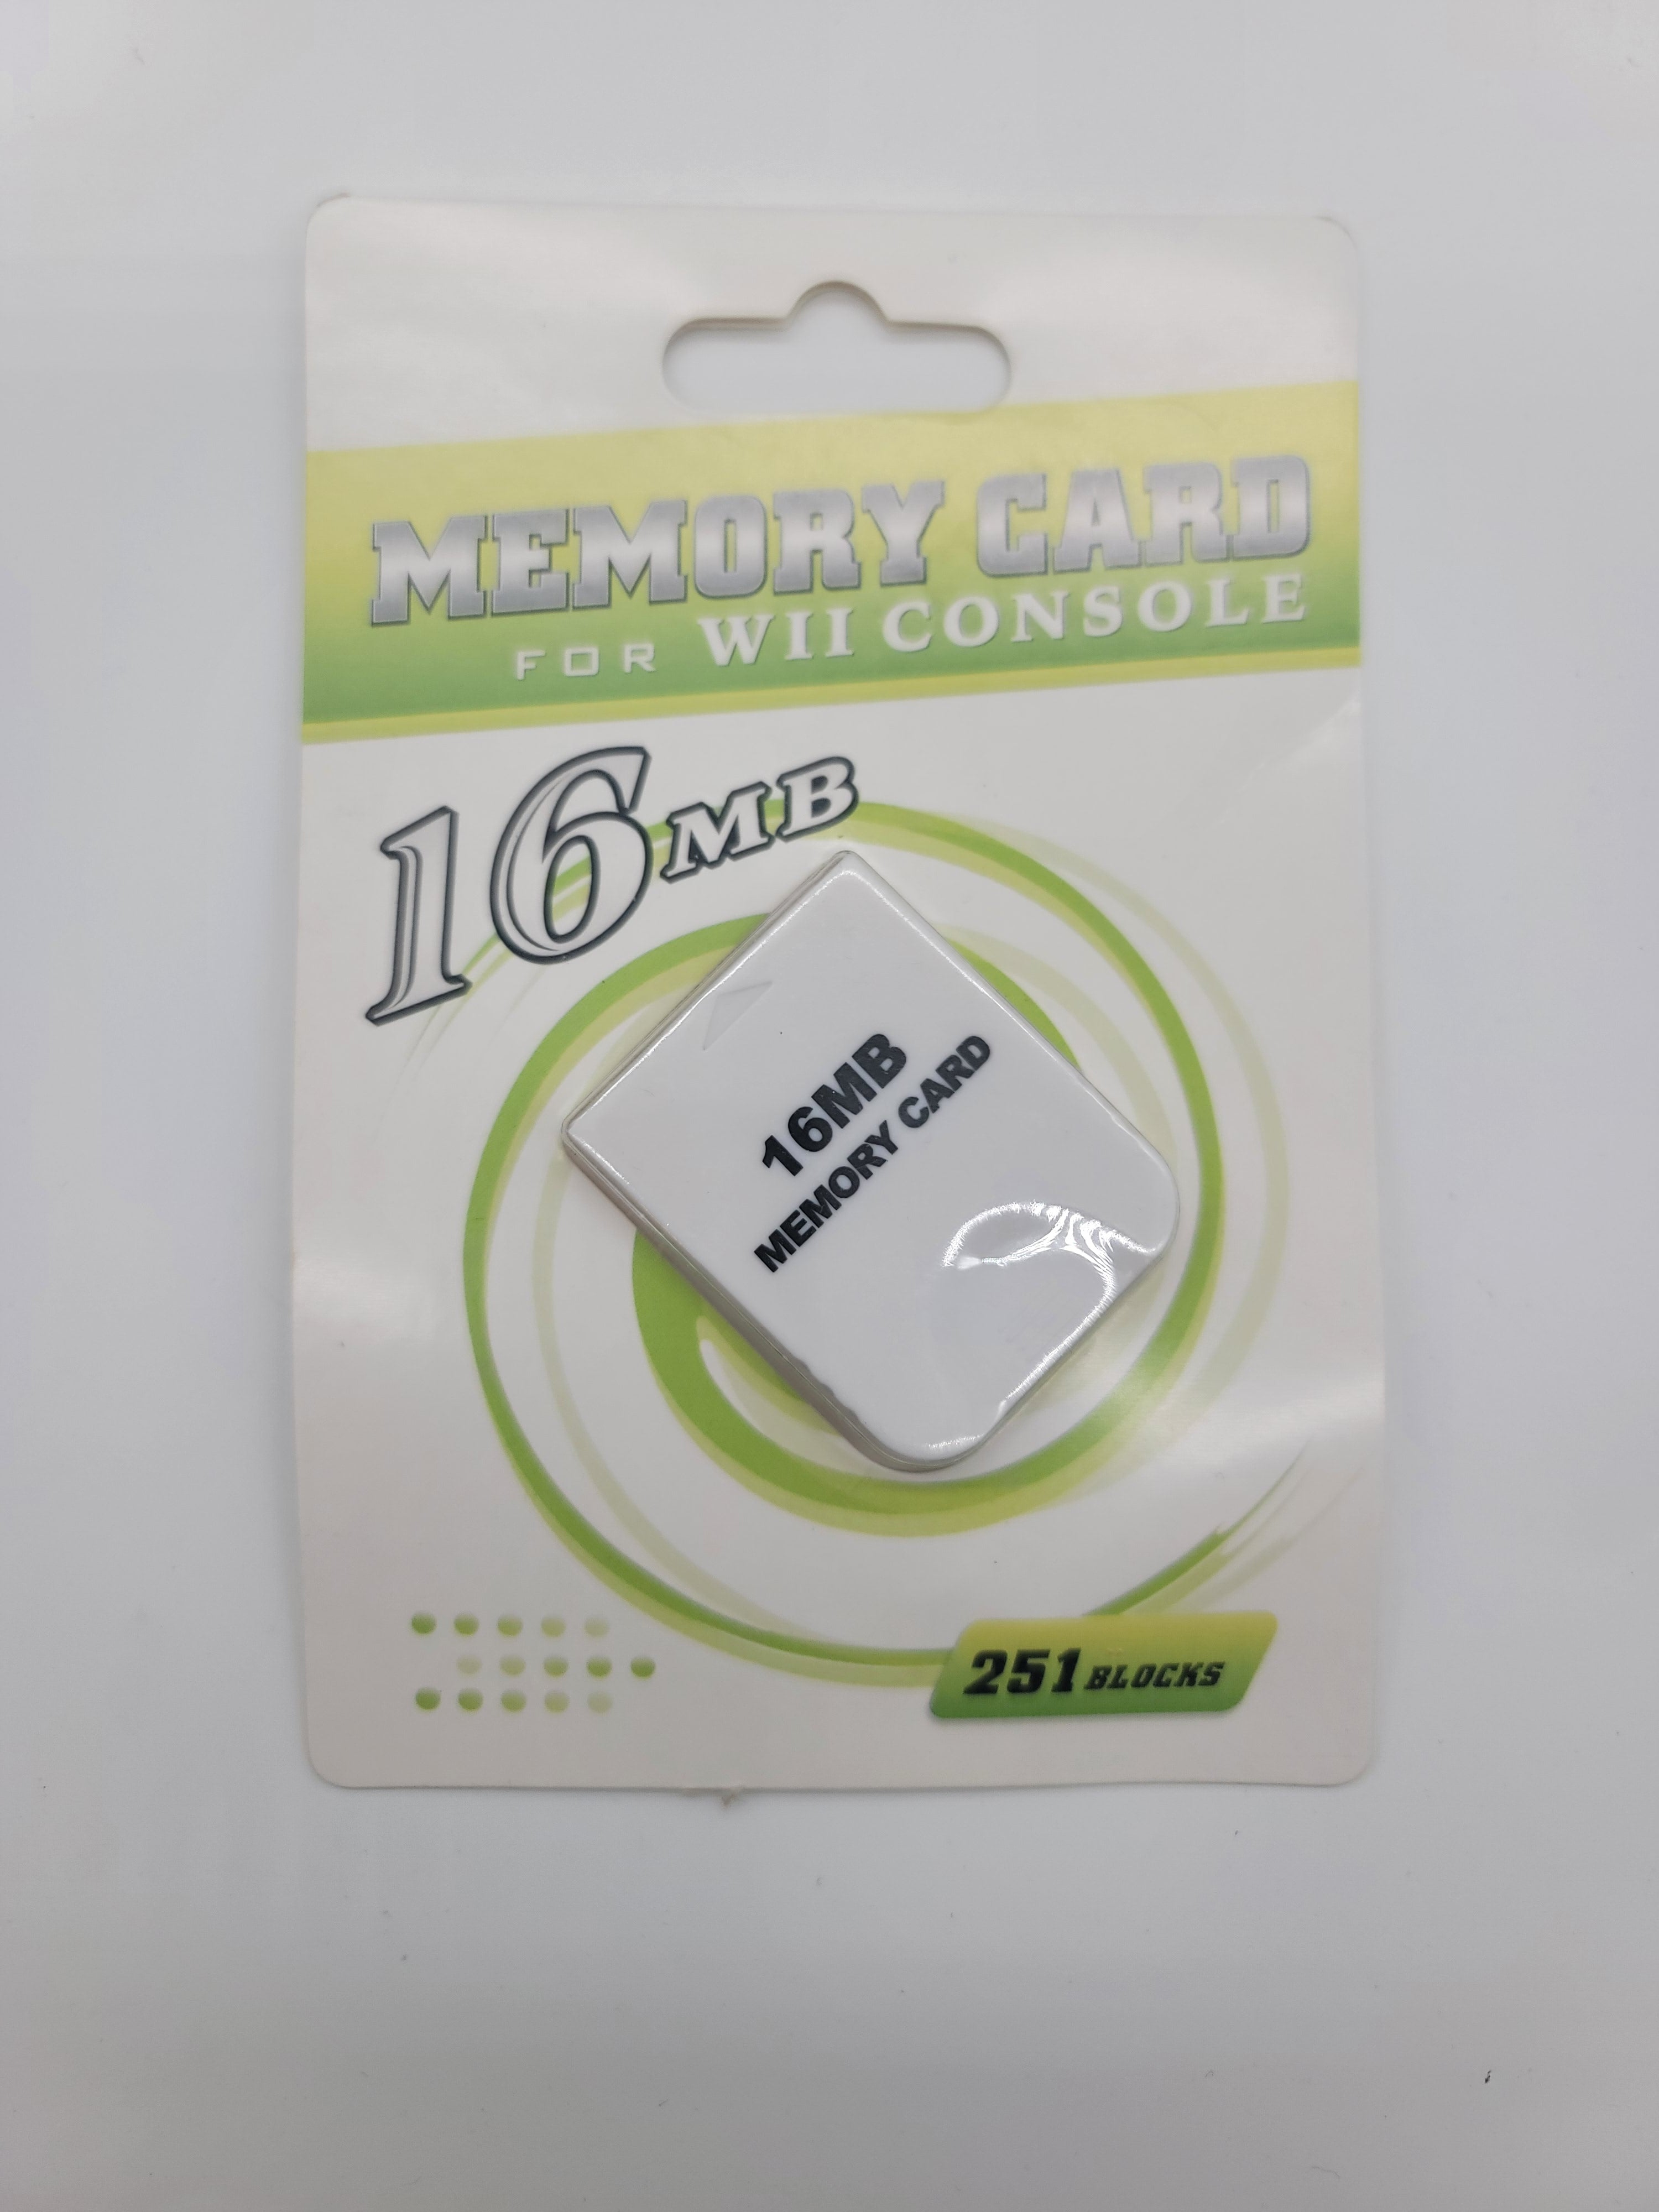 MEMORY CARD
FOR WII CONSOLE
16MB
16MB
MEMORY CARD
251 BLOCKS